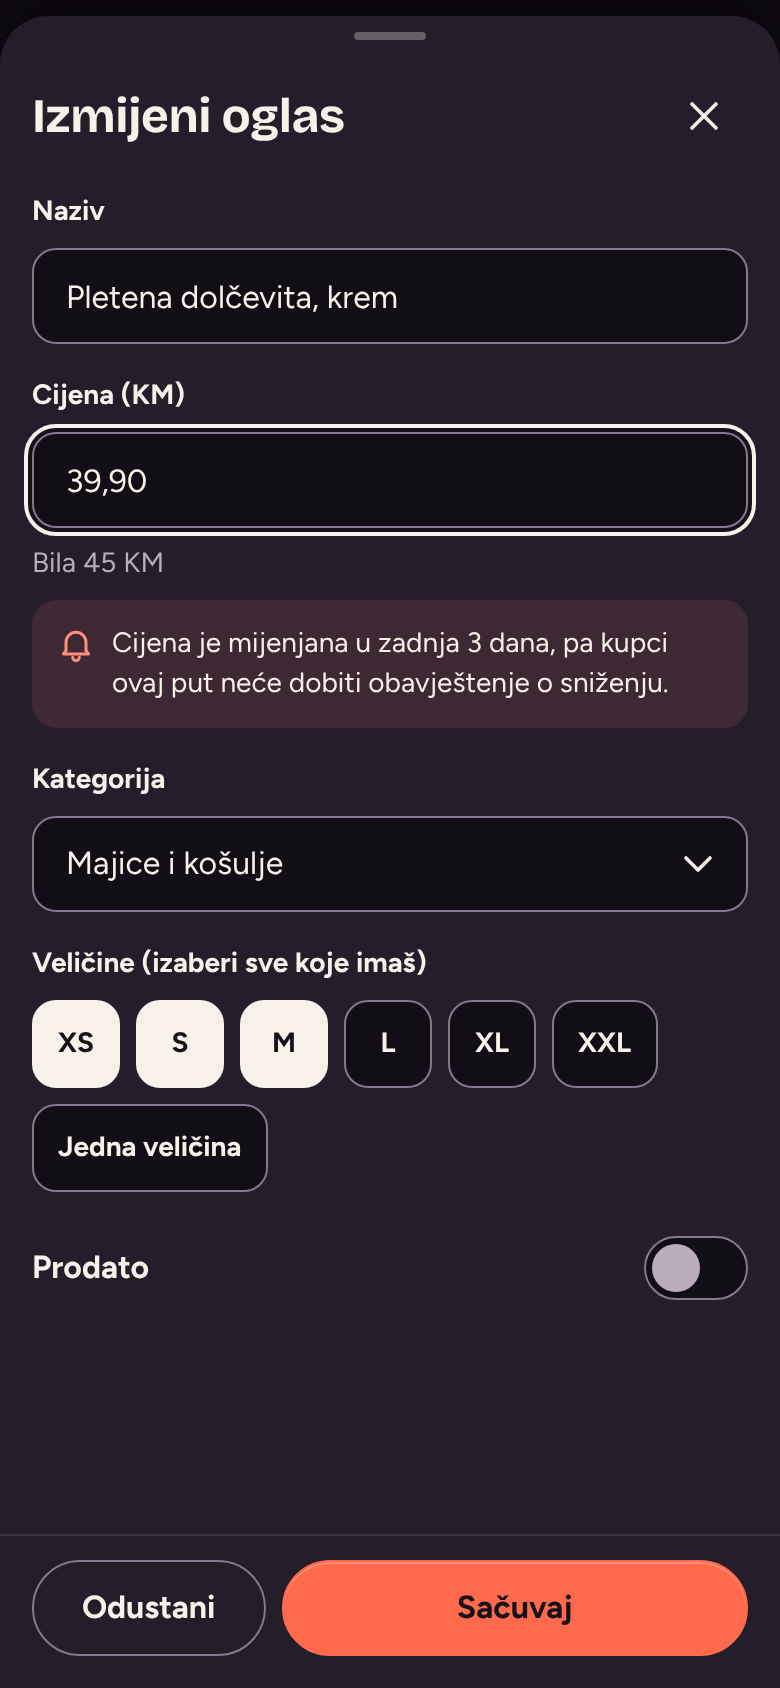 Izmijeni oglas
Naziv
Pletena dolčevita, krem
Cijena (KM)
39,90
Bila 45 KM
Cijena je mijenjana u zadnja 3 dana, pa kupci
ovaj put neće dobiti obavještenje o sniženju.
Kategorija
Majice i košulje
Veličine (izaberi sve koje imaš)
XS S M L XL XXL
Jedna veličina
Prodato
Odustani Sačuvaj